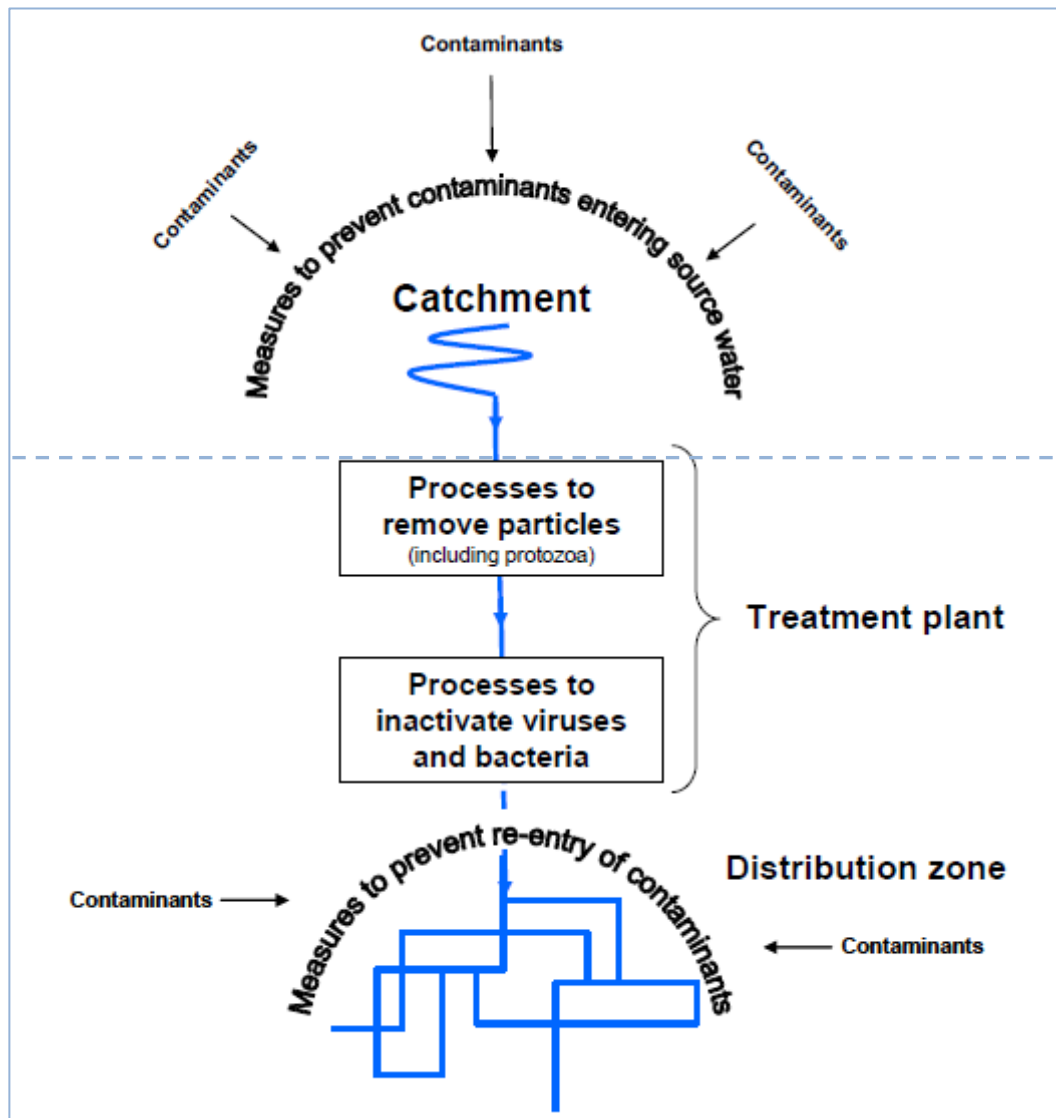 Contaminants
Contaminants
Contaminants
Measures to prevent contaminants entering source water
Catchment
Processes to
remove particles
(including protozoa)
Treatment plant
Processes to
inactivate viruses
and bacteria
Measures to prevent re-entry of contaminants
Distribution zone
Contaminants
Contaminants